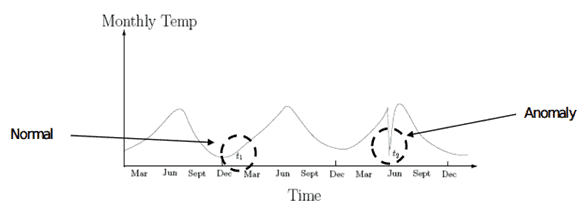 Monthly Temp
Anomaly
Normal
t1
t2
Mar Jun Sept Dec Mar Jun Sept Dec Mar Jun Sept Dec
Time